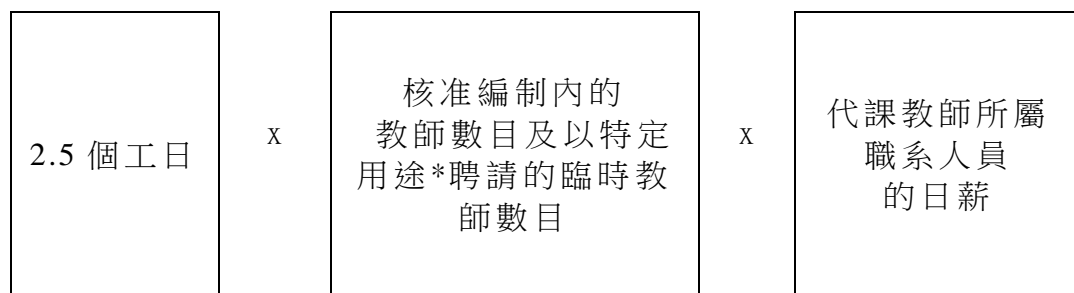 2.5 個工日
x
核准編制內的
教師數目及以特定
用途*聘請的臨時教
師數目
x
代課教師所屬
職系人員
的日薪